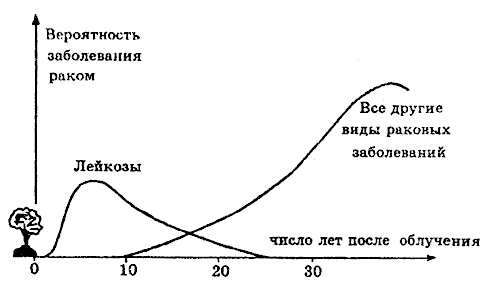 Вероятность
заболевания
раком
Все другие
виды раковых
заболеваний
Лейкозы
число лет после облучения
0 10 20 30